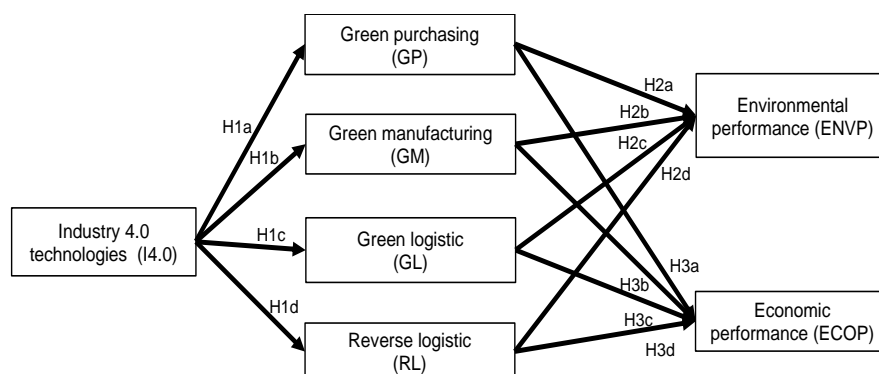 Green purchasing
(GP)
H2a
Environmental
performance (ENVP)
H1a
Green manufacturing
(GM)
H2b
H2c
H1b
H2d
Industry 4.0
technologies (I4.0)
H1c
Green logistic
(GL)
H3a
H3b
Economic
performance (ECOP)
H1d
H3c
Reverse logistic
(RL)
H3d